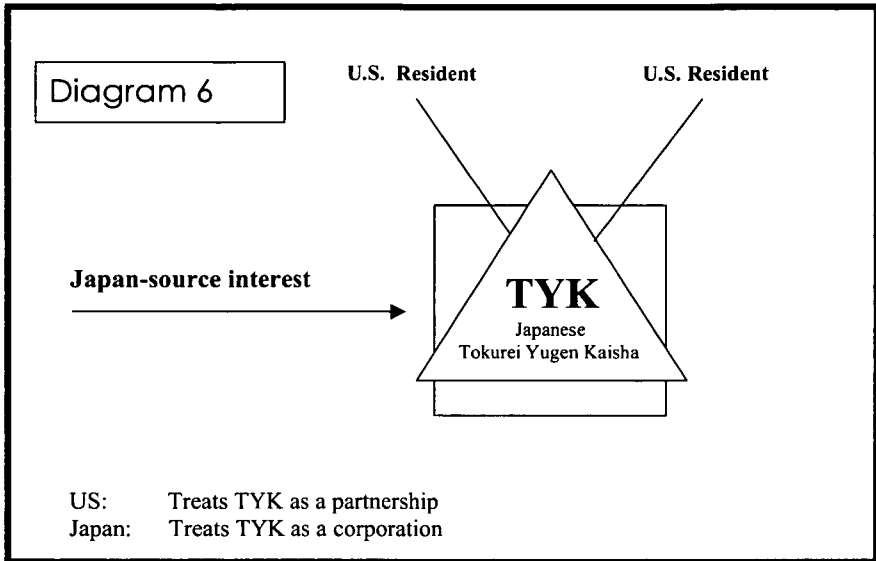 Diagram 6
U.S. Resident
U.S. Resident
Japan-source interest
TYK
Japanese
Tokurei Yugen Kaisha
US: Treats TYK as a partnership
Japan: Treats TYK as a corporation